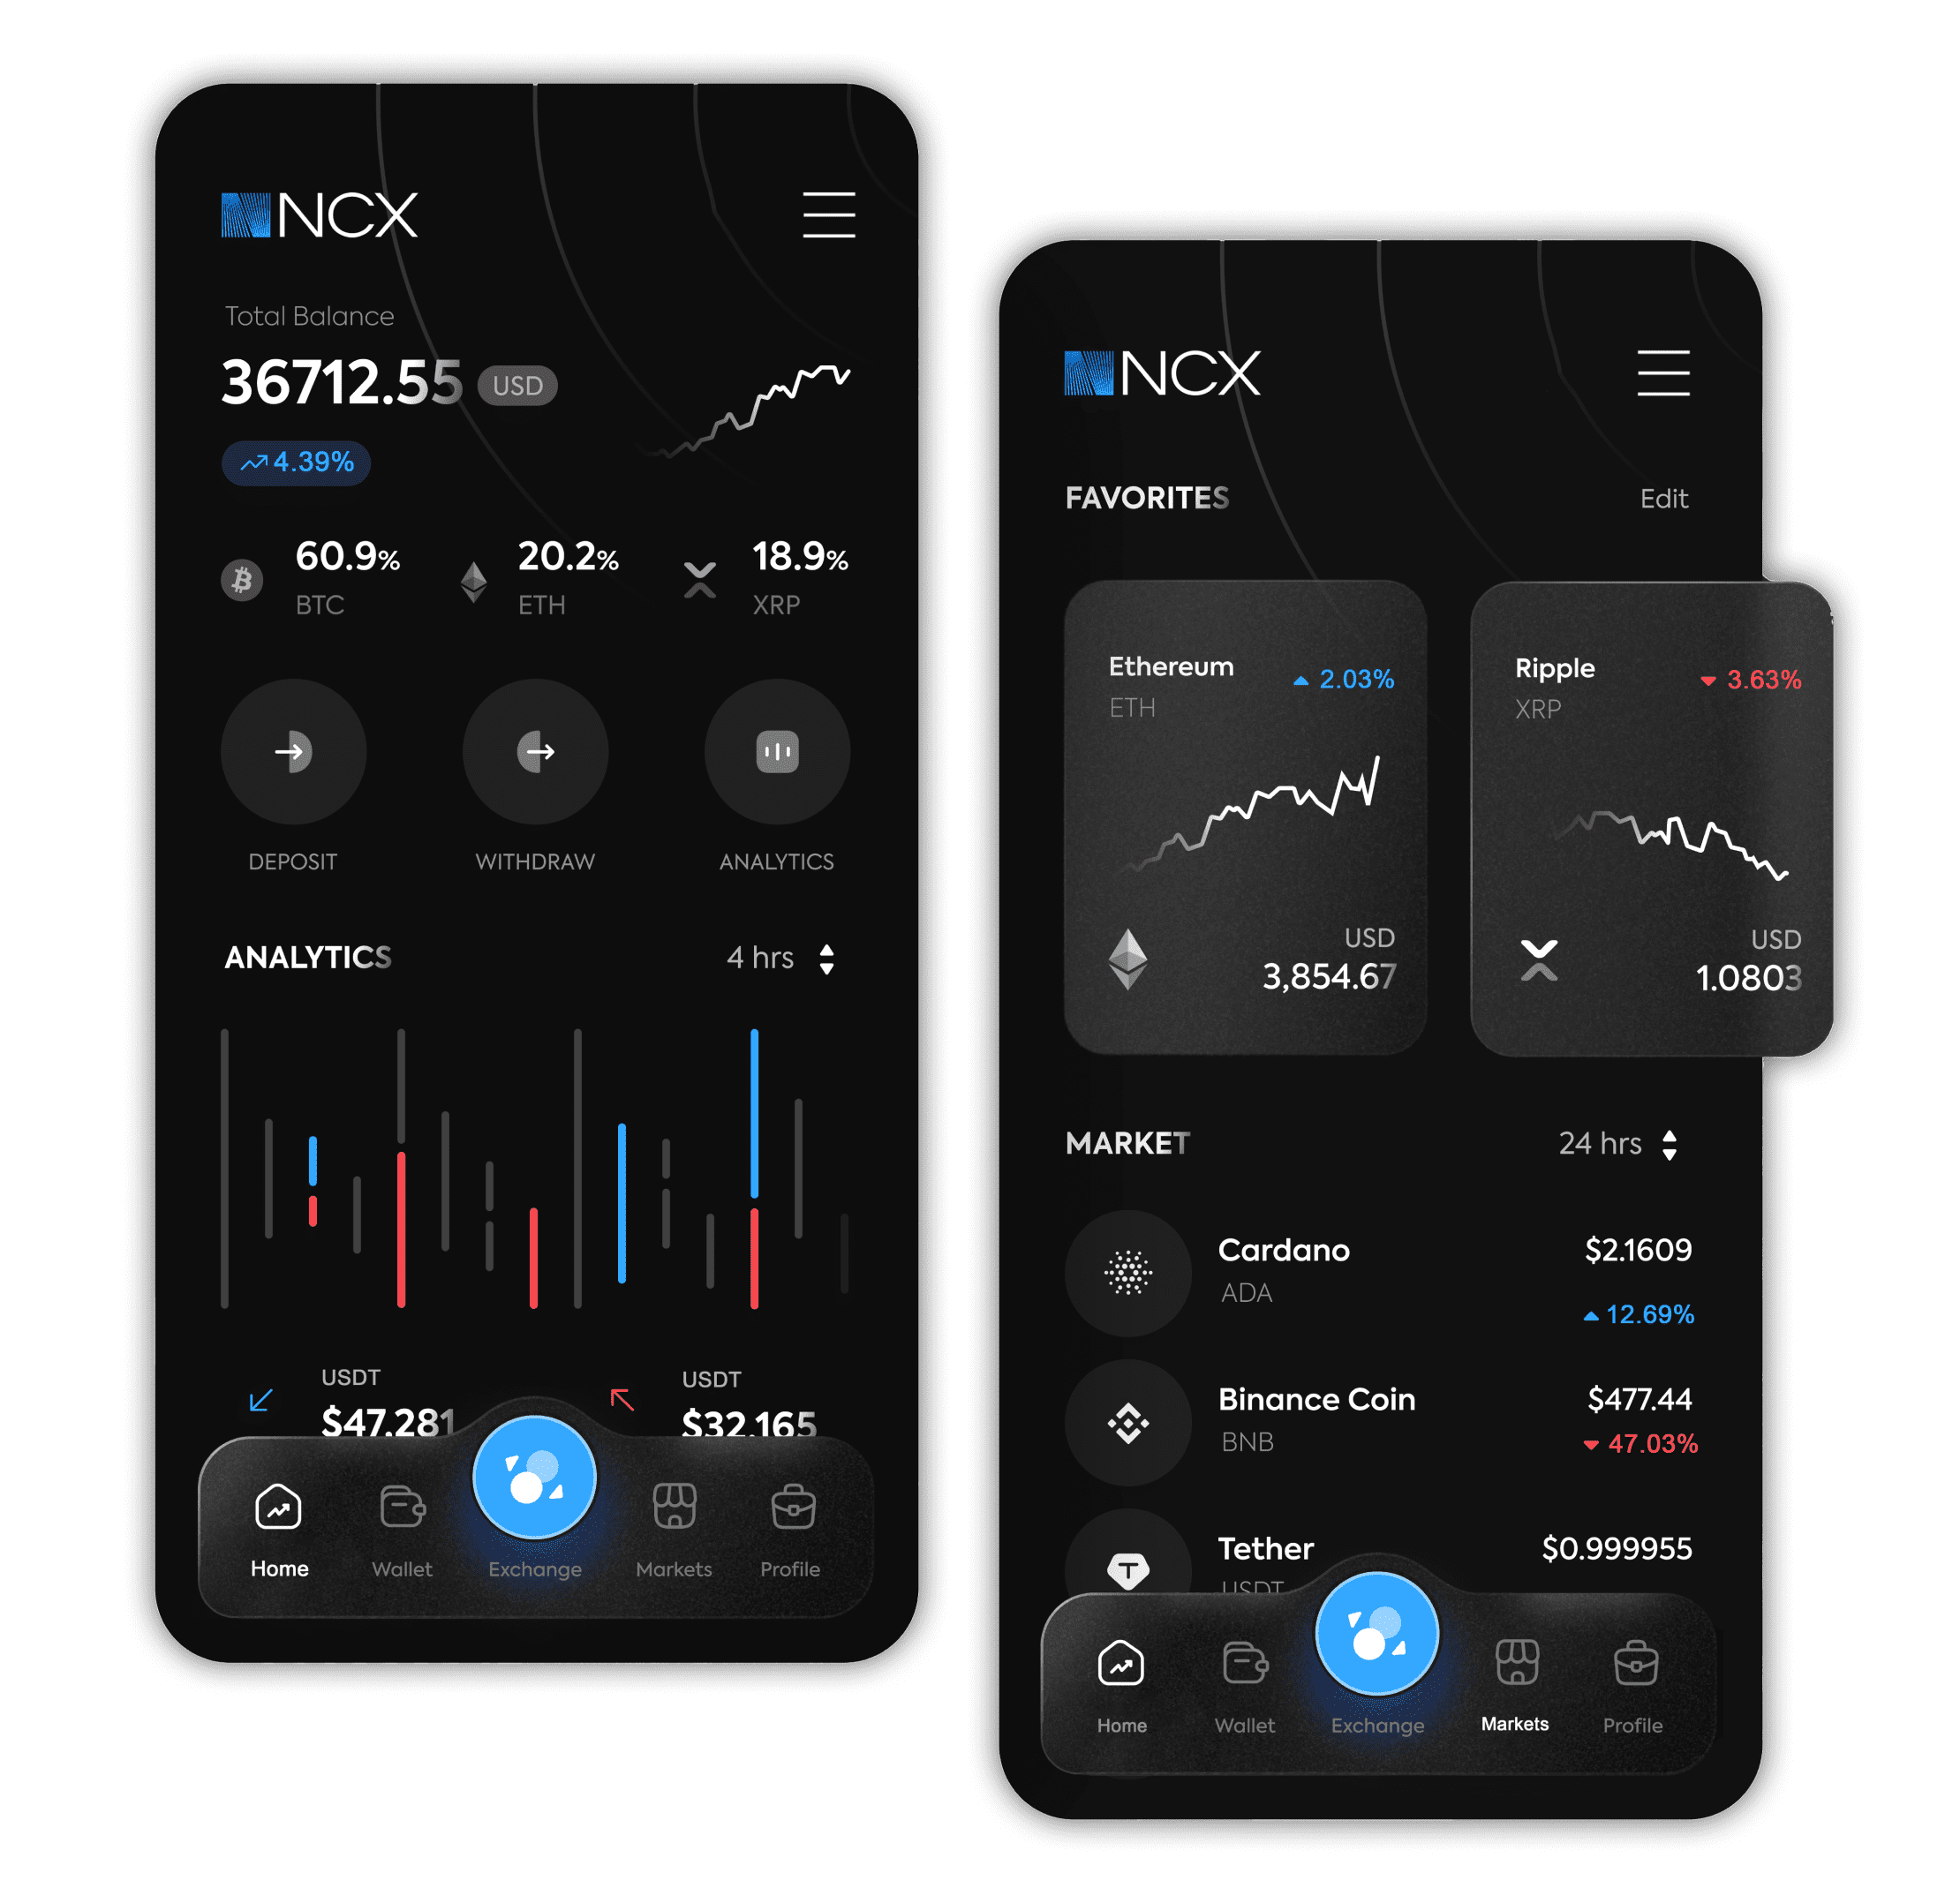 NCX
Total Balance
36712.55 USD
4.39%
60.9% 20.2% 18.9%
BTC ETH XRP
DEPOSIT WITHDRAW ANALYTICS
ANALYTICS 4 hrs
USDT USDT
$47.281 $32.165
Home Wallet Exchange Markets Profile
NCX
FAVORITES Edit
Ethereum 2.03%
ETH
USD
3,854.67
Ripple 3.63%
XRP
USD
1.0803
MARKET 24 hrs
Cardano $2.1609
ADA 12.69%
Binance Coin $477.44
BNB 47.03%
Tether $0.999955
USDT
Home Wallet Exchange Markets Profile